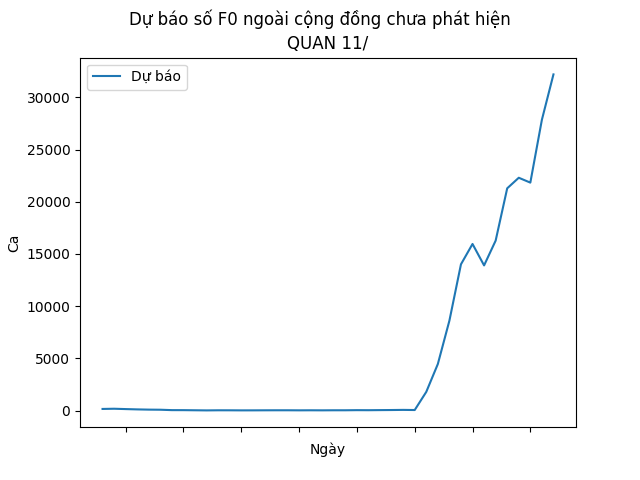 Dự báo số F0 ngoài cộng đồng chưa phát hiện
QUAN 11/
Dự báo
30000
25000
20000
15000
10000
5000
0
Ca
Ngày